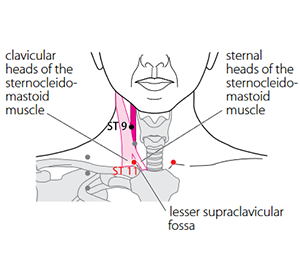 clavicular
heads of the
sternocleido-
mastoid
muscle
sternal
heads of the
sternocleido-
mastoid
muscle
ST 9
ST 11
lesser supraclavicular
fossa